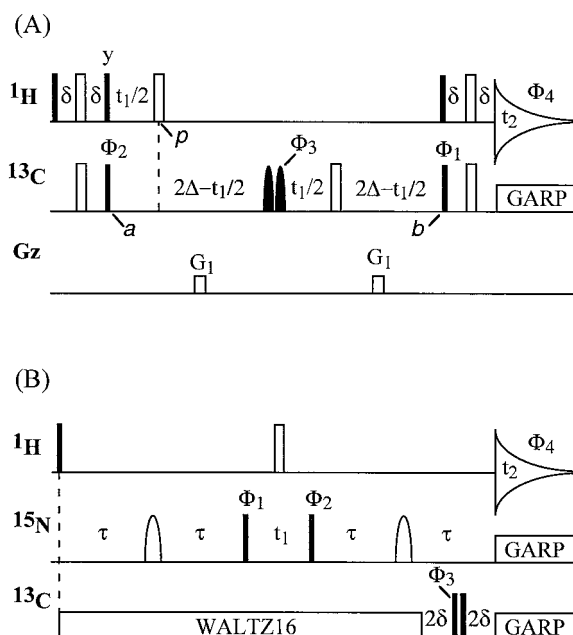 (A)
y
¹H δ δ t₁/2 δ δ Φ₄
t₂
p
Φ₂ Φ₃ Φ₁
¹³C 2Δ−t₁/2 t₁/2 2Δ−t₁/2 GARP
a b
Gz G₁ G₁
(B)
¹H Φ₄
t₂
Φ₁ Φ₂
¹⁵N τ τ t₁ τ τ GARP
Φ₃
¹³C WALTZ16 2δ 2δ GARP